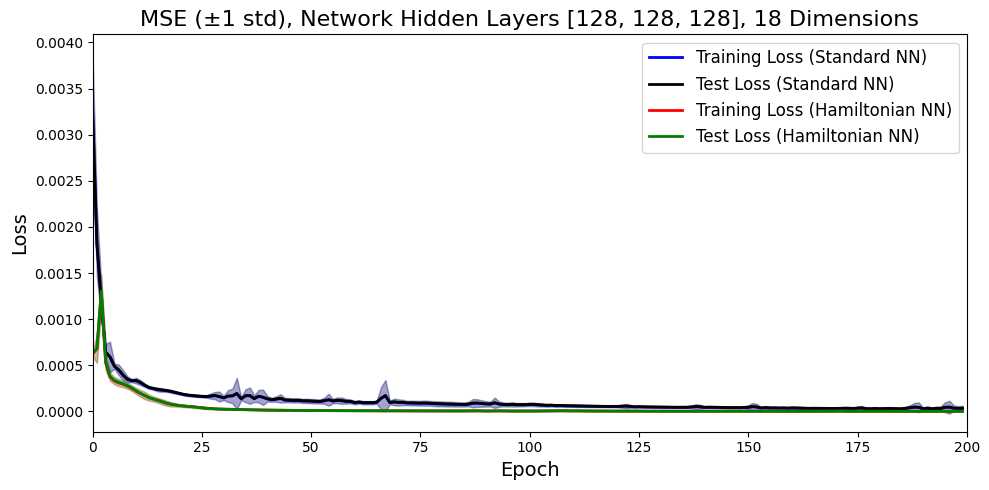 MSE (±1 std), Network Hidden Layers [128, 128, 128], 18 Dimensions
0.0040
0.0035
0.0030
0.0025
0.0020
0.0015
0.0010
0.0005
0.0000
Loss
Training Loss (Standard NN)
Test Loss (Standard NN)
Training Loss (Hamiltonian NN)
Test Loss (Hamiltonian NN)
0 25 50 75 100 125 150 175 200
Epoch